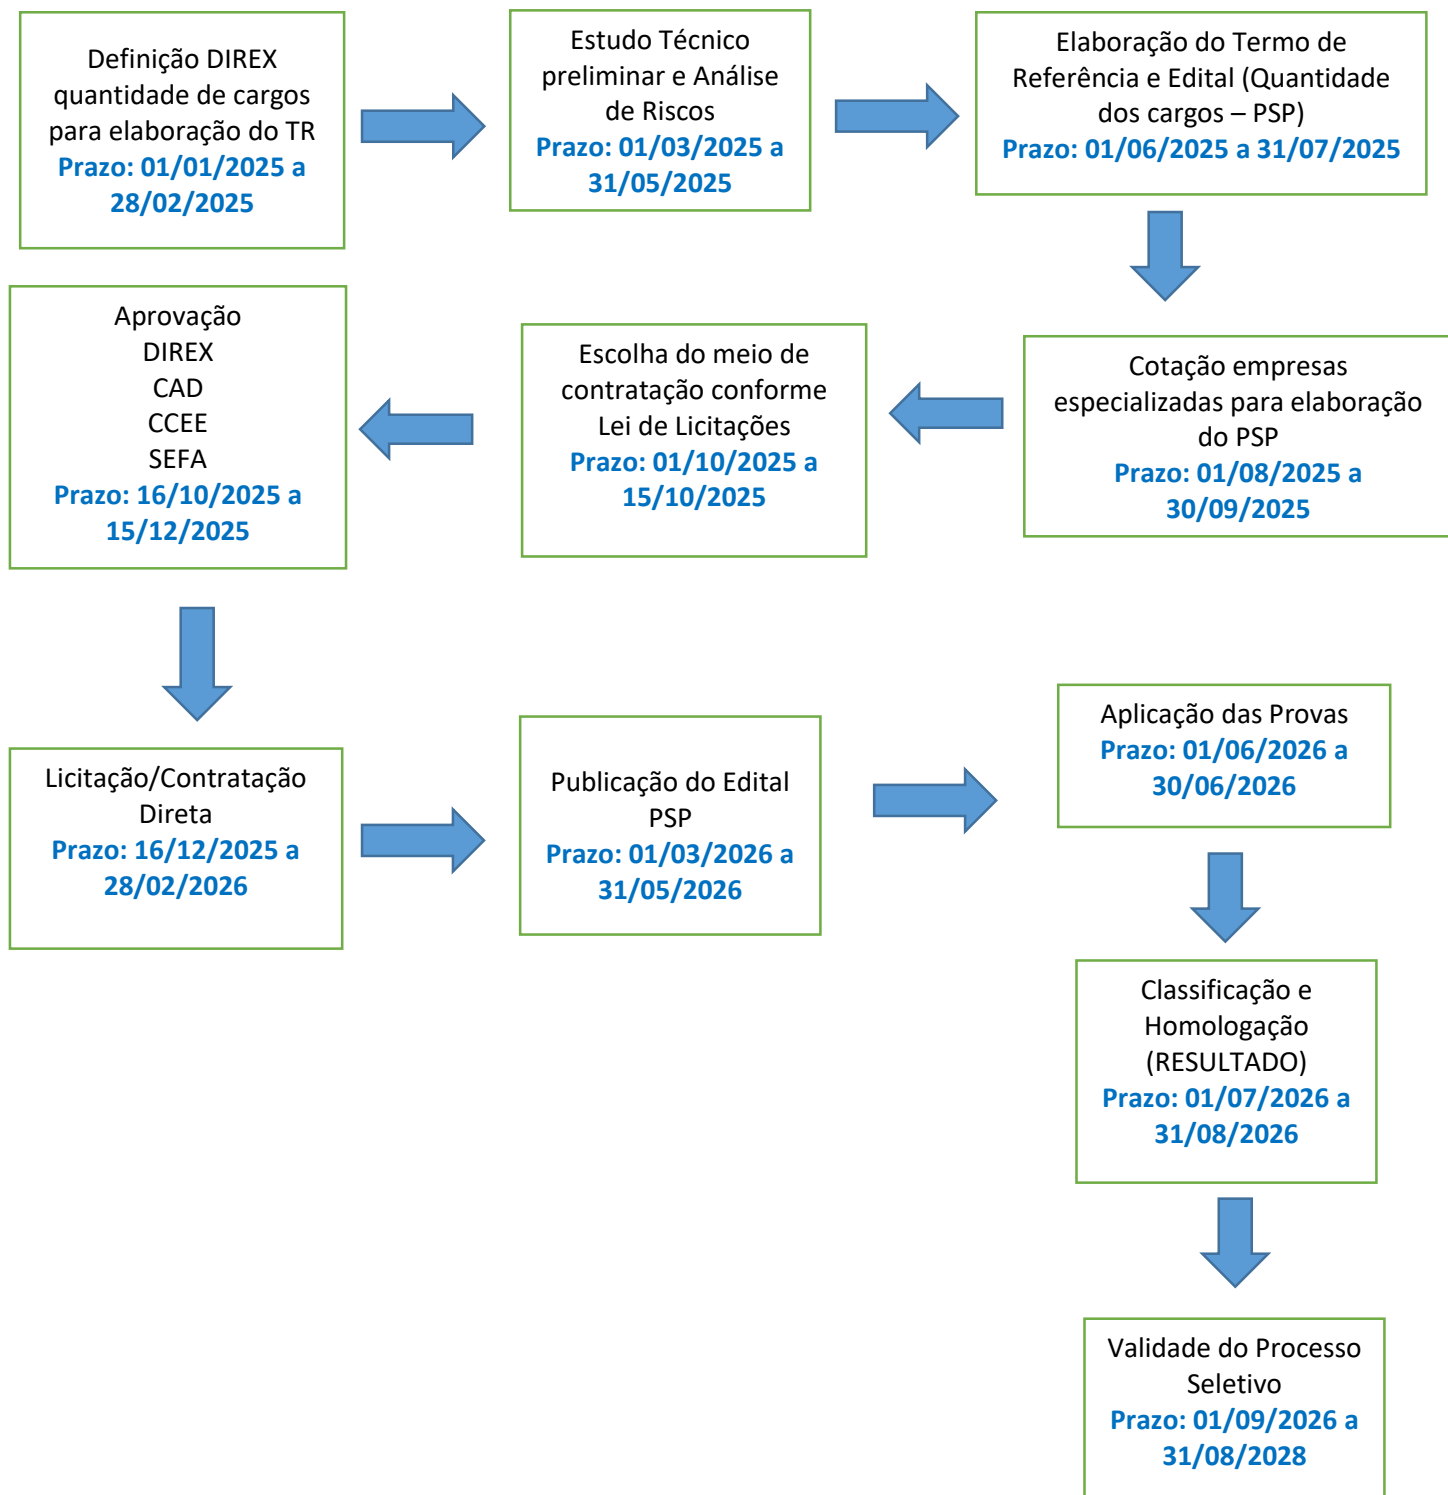 Definição DIREX
quantidade de cargos
para elaboração do TR
Prazo: 01/01/2025 a
28/02/2025
Estudo Técnico
preliminar e Análise
de Riscos
Prazo: 01/03/2025 a
31/05/2025
Elaboração do Termo de
Referência e Edital (Quantidade
dos cargos – PSP)
Prazo: 01/06/2025 a 31/07/2025
Cotação empresas
especializadas para elaboração
do PSP
Prazo: 01/08/2025 a
30/09/2025
Escolha do meio de
contratação conforme
Lei de Licitações
Prazo: 01/10/2025 a
15/10/2025
Aprovação
DIREX
CAD
CCEE
SEFA
Prazo: 16/10/2025 a
15/12/2025
Licitação/Contratação
Direta
Prazo: 16/12/2025 a
28/02/2026
Publicação do Edital
PSP
Prazo: 01/03/2026 a
31/05/2026
Aplicação das Provas
Prazo: 01/06/2026 a
30/06/2026
Classificação e
Homologação
(RESULTADO)
Prazo: 01/07/2026 a
31/08/2026
Validade do Processo
Seletivo
Prazo: 01/09/2026 a
31/08/2028